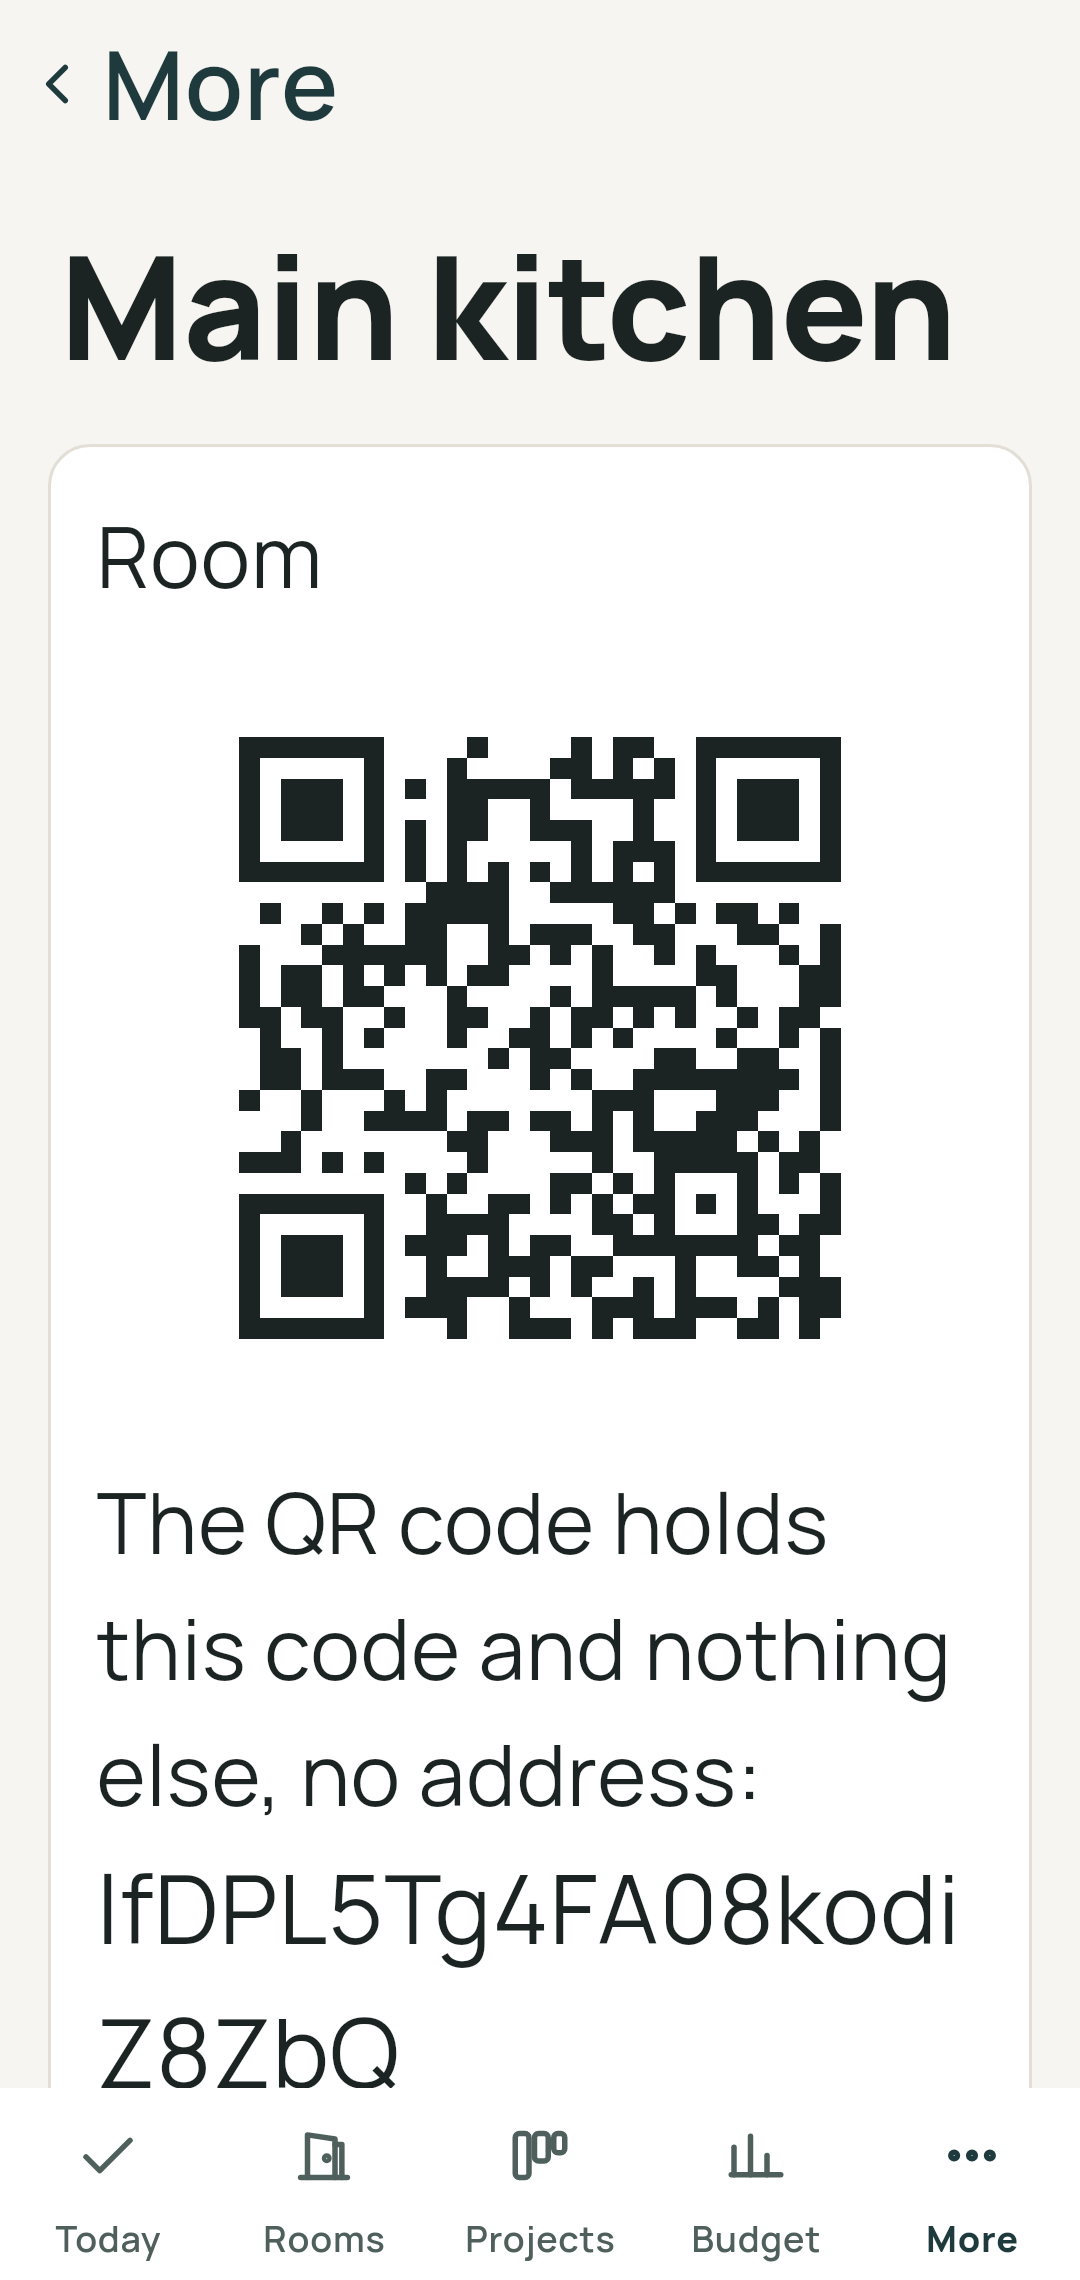 More
Main kitchen
Room
The QR code holds
this code and nothing
else, no address:
lfDPL5Tg4FA08kodi
Z8ZbQ
Today
Rooms
Projects
Budget
More